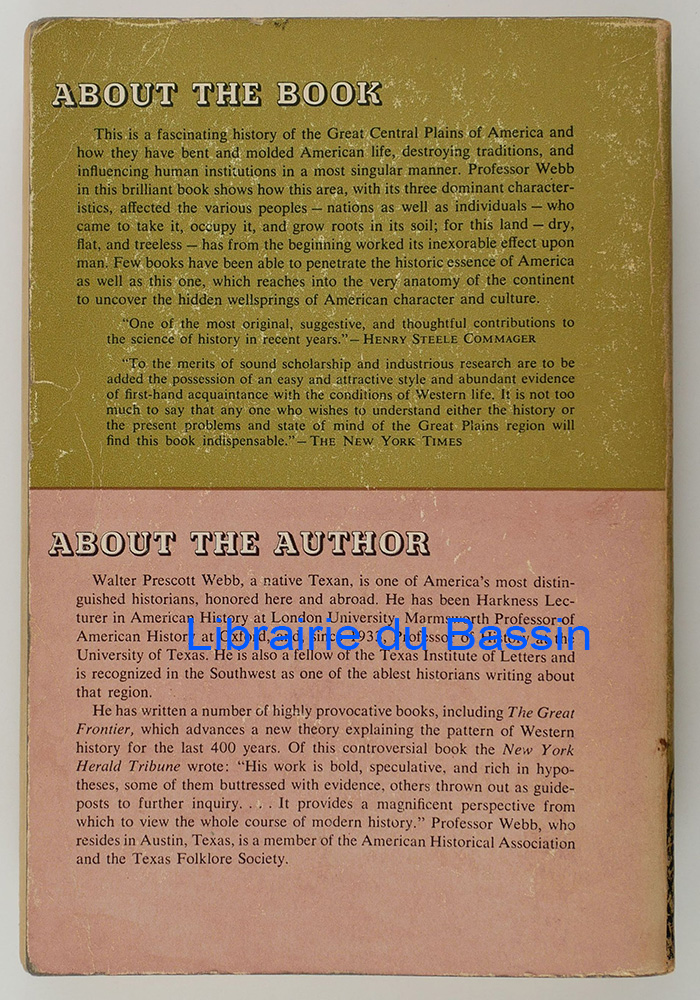 ABOUT THE BOOK
This is a fascinating history of the Great Central Plains of America and
how they have bent and molded American life, destroying traditions, and
influencing human institutions in a most singular manner. Professor Webb
in this brilliant book shows how this area, with its three dominant character-
istics, affected the various peoples — nations as well as individuals — who
came to take it, occupy it, and grow roots in its soil; for this land — dry,
flat, and treeless — has from the beginning worked its inexorable effect upon
man. Few books have been able to penetrate the historic essence of America
as well as this one, which reaches into the very anatomy of the continent
to uncover the hidden wellsprings of American character and culture.
"One of the most original, suggestive, and thoughtful contributions to
the science of history in recent years."—HENRY STEELE COMMAGER
"To the merits of sound scholarship and industrious research are to be
added the possession of an easy and attractive style and abundant evidence
of first-hand acquaintance with the conditions of Western life. It is not too
much to say that any one who wishes to understand either the history or
the present problems and state of mind of the Great Plains region will
find this book indispensable."—THE NEW YORK TIMES
ABOUT THE AUTHOR
Walter Prescott Webb, a native Texan, is one of America's most distin-
guished historians, honored here and abroad. He has been Harkness Lec-
turer in American History at London University, Marmsworth Professor of
American History at Oxford, and since 193 Professor of History at the
Librairie du Bassin
University of Texas. He is also a fellow of the Texas Institute of Letters and
is recognized in the Southwest as one of the ablest historians writing about
that region.
He has written a number of highly provocative books, including The Great
Frontier, which advances a new theory explaining the pattern of Western
history for the last 400 years. Of this controversial book the New York
Herald Tribune wrote: "His work is bold, speculative, and rich in hypo-
theses, some of them buttressed with evidence, others thrown out as guide-
posts to further inquiry. . . . It provides a magnificent perspective from
which to view the whole course of modern history." Professor Webb, who
resides in Austin, Texas, is a member of the American Historical Association
and the Texas Folklore Society.